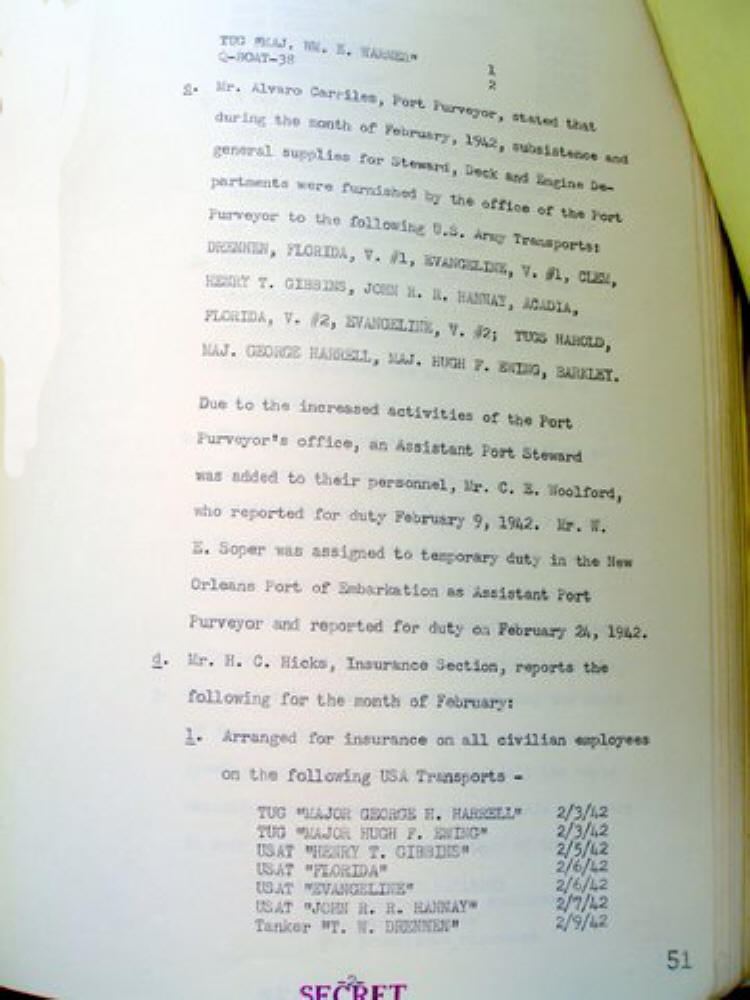 TUG "MAJ. WM. E. WARNER" 1
Q-BOAT-38 2
c. Mr. Alvaro Carriles, Port Purveyor, stated that
during the month of February, 1942, subsistence and
general supplies for Steward, Deck and Engine De-
partments were furnished by the office of the Port
Purveyor to the following U.S. Army Transports:
DRENNEN, FLORIDA, V. #1, EVANGELINE, V. #1, CLEM,
HENRY T. GIBBINS, JOHN R. R. HANNAY, ACADIA,
FLORIDA, V. #2, EVANGELINE, V. #2; TUGS HAROLD,
MAJ. GEORGE HARRELL, MAJ. HUGH F. EWING, BARKLEY.
Due to the increased activities of the Port
Purveyor's office, an Assistant Port Steward
was added to their personnel, Mr. C. E. Woolford,
who reported for duty February 9, 1942. Mr. W.
E. Soper was assigned to temporary duty in the New
Orleans Port of Embarkation as Assistant Port
Purveyor and reported for duty on February 24, 1942.
d. Mr. H. C. Hicks, Insurance Section, reports the
following for the month of February:
1. Arranged for insurance on all civilian employees
on the following USA Transports -
TUG "MAJOR GEORGE H. HARRELL" 2/3/42
TUG "MAJOR HUGH F. EWING" 2/3/42
USAT "HENRY T. GIBBINS" 2/5/42
USAT "FLORIDA" 2/6/42
USAT "EVANGELINE" 2/6/42
USAT "JOHN R. R. HANNAY" 2/7/42
Tanker "T. W. DRENNEN" 2/9/42
51
-2-
SECRET